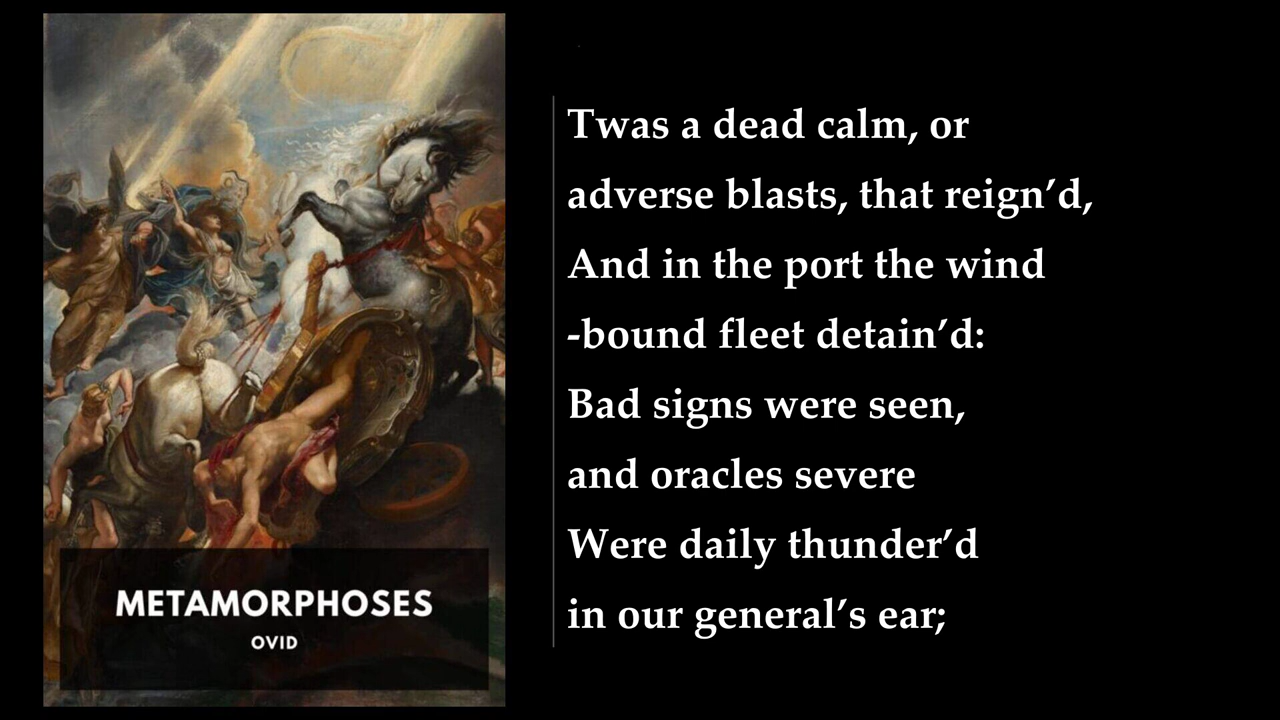 METAMORPHOSES
OVID
Twas a dead calm, or
adverse blasts, that reign’d,
And in the port the wind
-bound fleet detain’d:
Bad signs were seen,
and oracles severe
Were daily thunder’d
in our general’s ear;